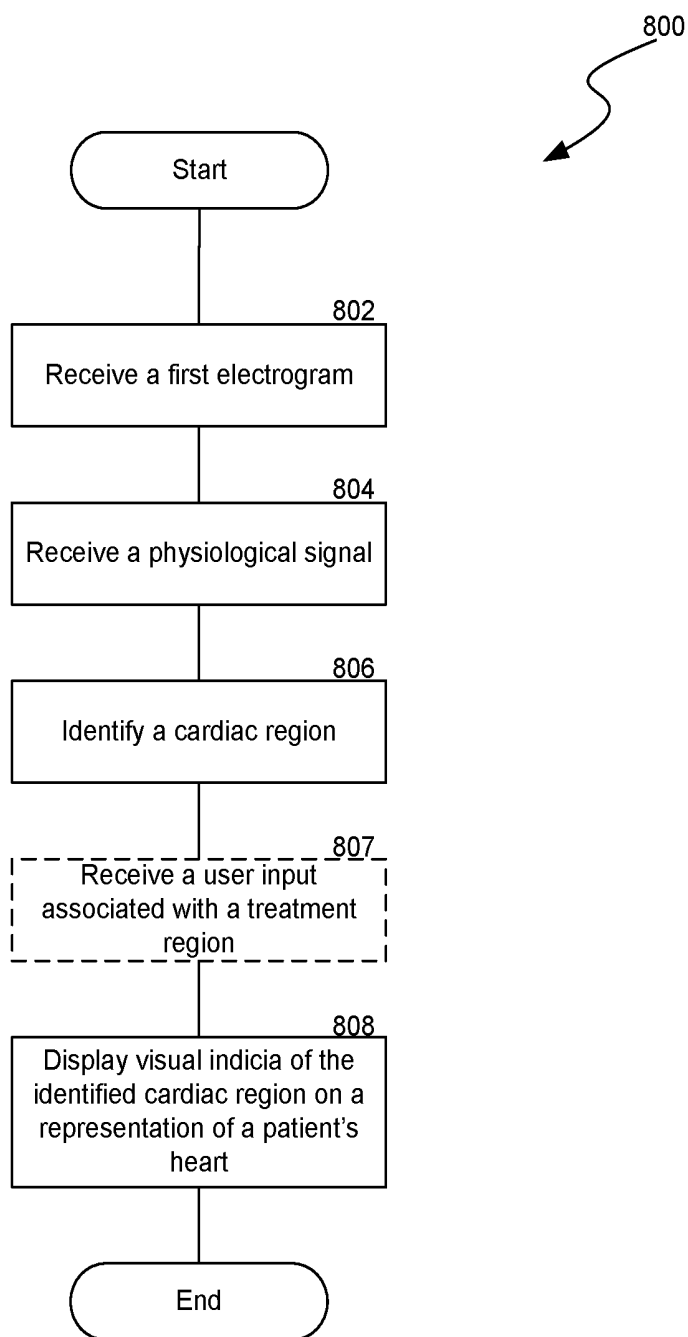 800
Start
802
Receive a first electrogram
804
Receive a physiological signal
806
Identify a cardiac region
807
Receive a user input
associated with a treatment
region
808
Display visual indicia of the
identified cardiac region on a
representation of a patient's
heart
End